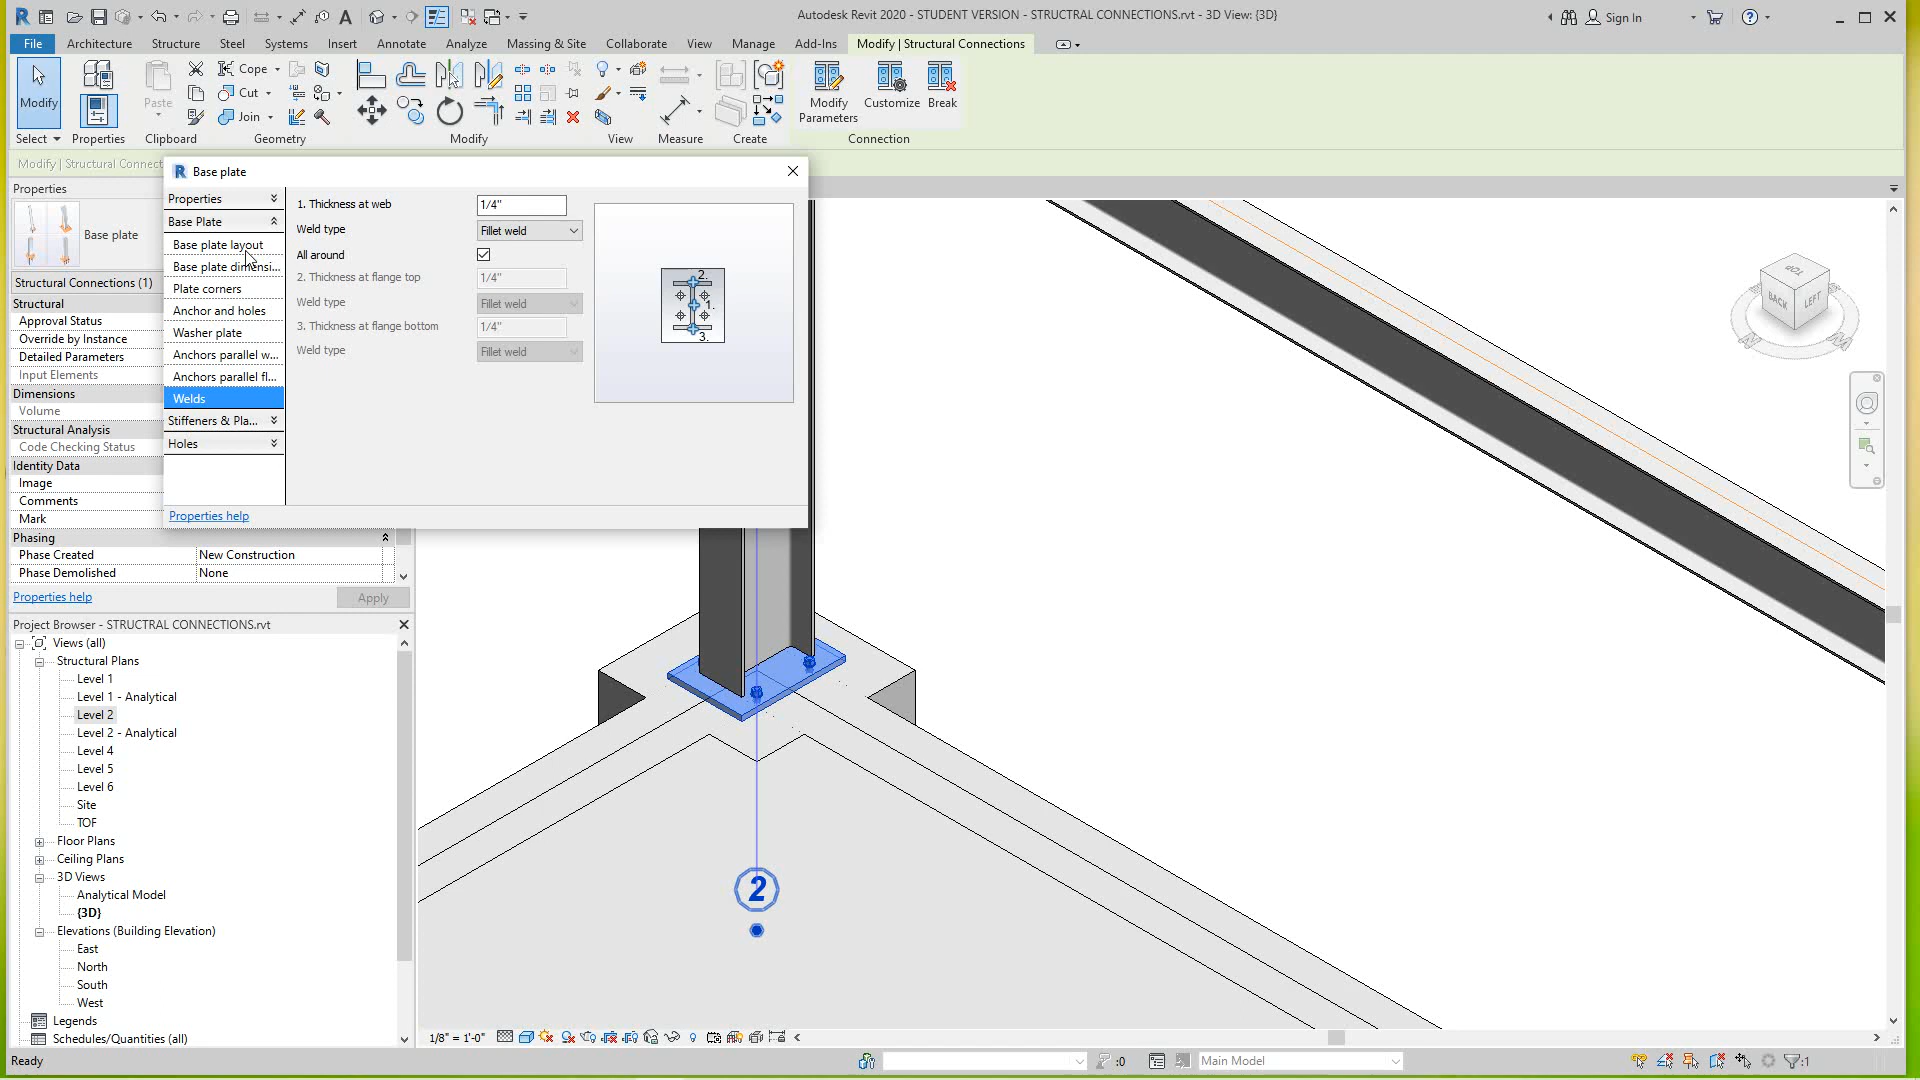 Autodesk Revit 2020 - STUDENT VERSION - STRUCTRAL CONNECTIONS.rvt - 3D View: {3D}
Sign In
File Architecture Structure Steel Systems Insert Annotate Analyze Massing & Site Collaborate View Manage Add-Ins Modify | Structural Connections
Modify
Paste
Cope
Cut
Join
Modify Parameters
Customize
Break
Select Properties Clipboard Geometry Modify View Measure Create Connection
Modify | Structural Connect
Properties
Base plate
Structural Connections (1)
Structural
Approval Status
Override by Instance
Detailed Parameters
Input Elements
Dimensions
Volume
Structural Analysis
Code Checking Status
Identity Data
Image
Comments
Mark
Phasing
Phase Created New Construction
Phase Demolished None
Properties help Apply
Base plate
Properties
Base Plate
Base plate layout
Base plate dimensi...
Plate corners
Anchor and holes
Washer plate
Anchors parallel w...
Anchors parallel fl...
Welds
Stiffeners & Pla...
Holes
1. Thickness at web 1/4"
Weld type Fillet weld
All around
2. Thickness at flange top 1/4"
Weld type Fillet weld
3. Thickness at flange bottom 1/4"
Weld type Fillet weld
2.
1.
3.
Properties help
Project Browser - STRUCTRAL CONNECTIONS.rvt
Views (all)
Structural Plans
Level 1
Level 1 - Analytical
Level 2
Level 2 - Analytical
Level 4
Level 5
Level 6
Site
TOF
Floor Plans
Ceiling Plans
3D Views
Analytical Model
{3D}
Elevations (Building Elevation)
East
North
South
West
Legends
Schedules/Quantities (all)
TOP
BACK LEFT
2
1/8" = 1'-0"
Ready
:0
Main Model
:1